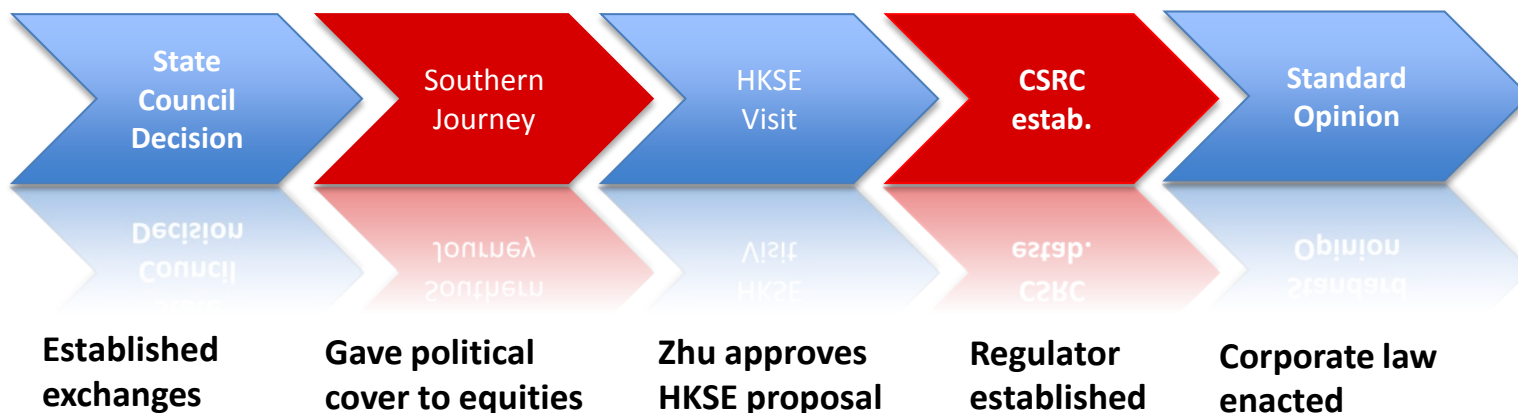 State
Council
Decision
Southern
Journey
HKSE
Visit
CSRC
estab.
Standard
Opinion
Established
exchanges
Gave political
cover to equities
Zhu approves
HKSE proposal
Regulator
established
Corporate law
enacted